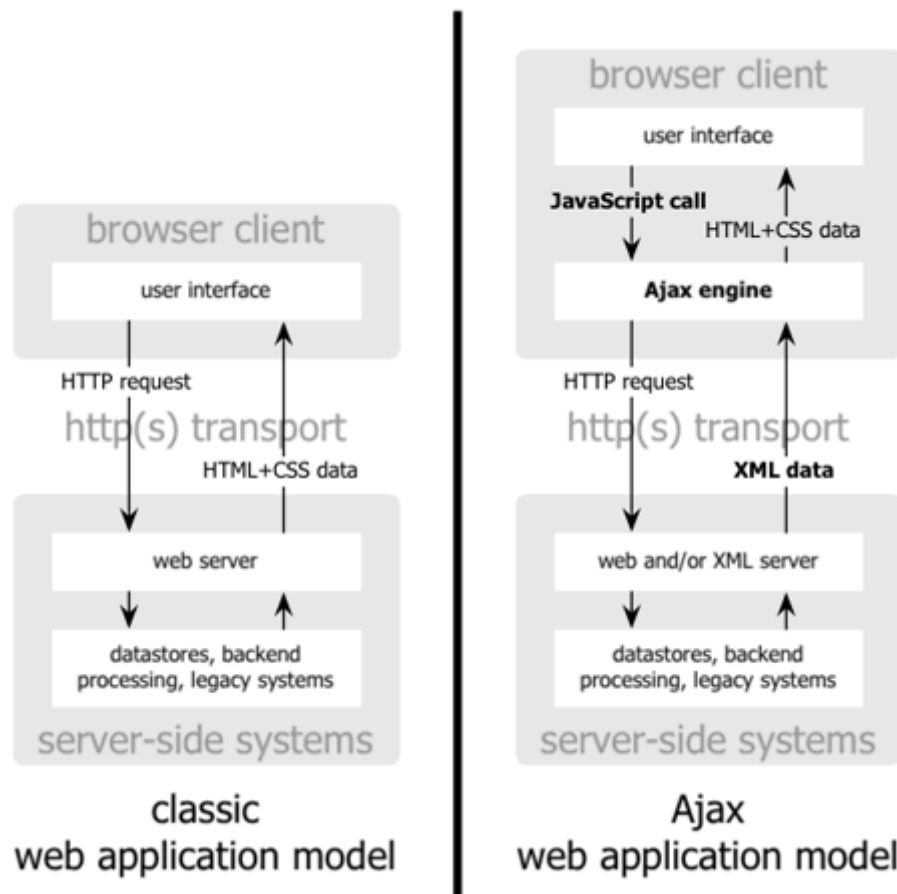 browser client
user interface
HTTP request
http(s) transport
HTML+CSS data
web server
datastores, backend
processing, legacy systems
server-side systems
classic
web application model
browser client
user interface
JavaScript call
HTML+CSS data
Ajax engine
HTTP request
http(s) transport
XML data
web and/or XML server
datastores, backend
processing, legacy systems
server-side systems
Ajax
web application model